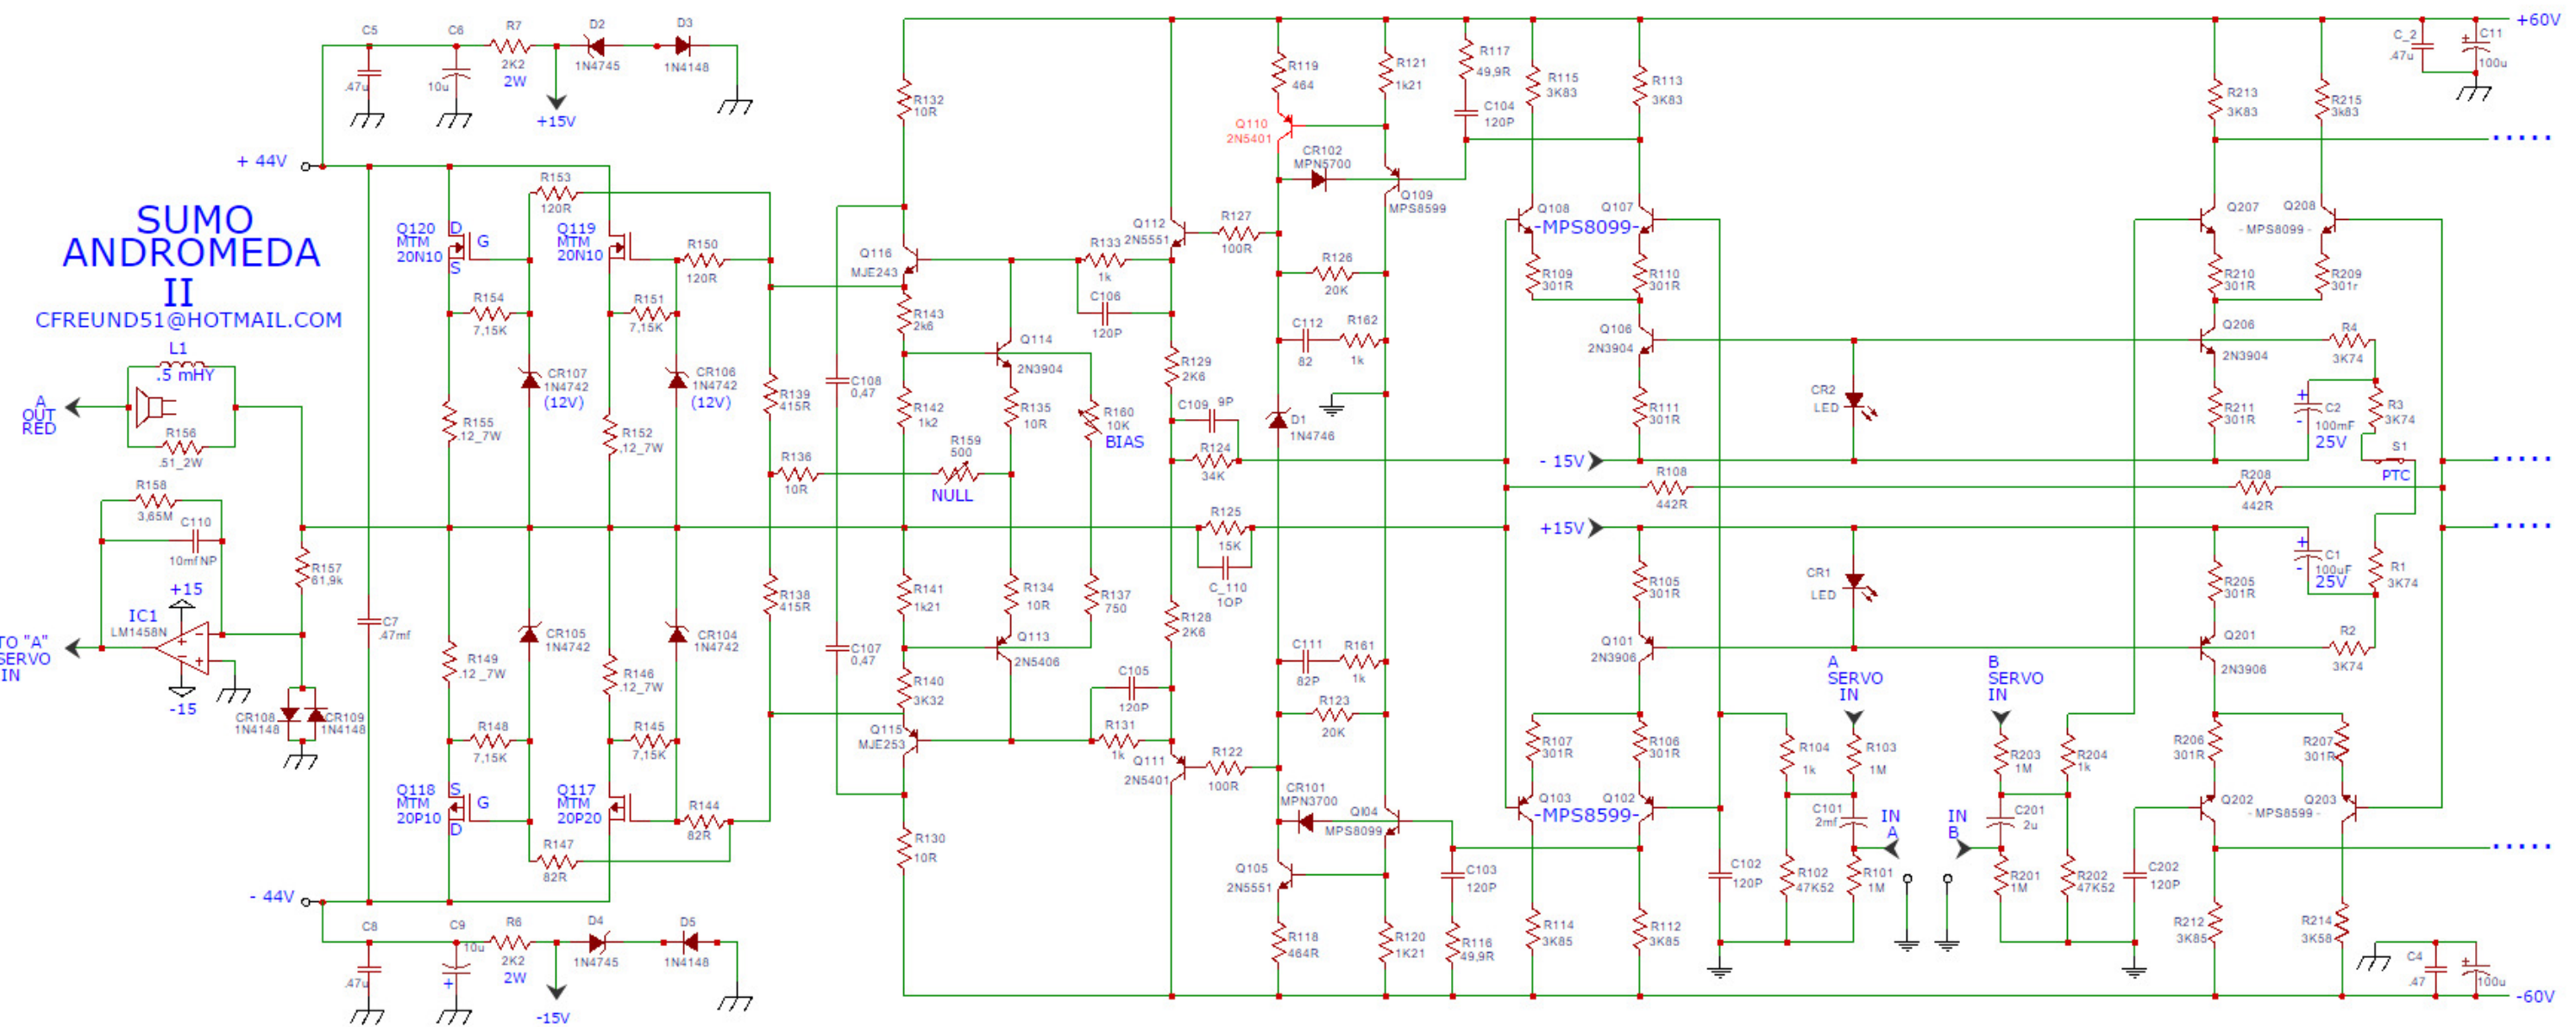 SUMO
ANDROMEDA
II
CFREUND51@HOTMAIL.COM
L1
.5 mHY
A
OUT
RED
R156
.51_2W
R158
3,65M
C110
10mfNP
R157
61,9k
+15
IC1
LM1458N
-15
TO "A"
SERVO
IN
CR108
1N4148
CR109
1N4148
C5
.47u
C6
10u
R7
2K2
2W
D2
1N4745
D3
1N4148
+15V
+ 44V
Q120
MTM
20N10
D
G
S
Q119
MTM
20N10
R153
120R
R150
120R
R154
7,15K
R151
7,15K
CR107
1N4742
(12V)
CR106
1N4742
(12V)
R155
.12_7W
R152
.12_7W
C7
.47mf
R149
.12_7W
R146
.12_7W
CR105
1N4742
CR104
1N4742
R148
7,15K
R145
7,15K
Q118
MTM
20P10
S
G
D
Q117
MTM
20P20
R144
82R
R147
82R
- 44V
C8
.47u
C9
10u
+
R6
2K2
2W
D4
1N4745
D5
1N4148
-15V
R139
415R
R136
10R
R138
415R
R132
10R
Q116
MJE243
R143
2k6
C108
0,47
R142
1k2
R159
500
NULL
Q114
2N3904
R135
10R
R160
10K
BIAS
R141
1k21
R134
10R
R137
750
C107
0,47
Q113
2N5406
R140
3K32
Q115
MJE253
R130
10R
R133
1k
C106
120P
Q112
2N5551
R127
100R
R129
2K6
C109
9P
R124
34K
R125
15K
C_110
1OP
R128
2K6
C105
120P
R131
1k
Q111
2N5401
R122
100R
R119
464
Q110
2N5401
R121
1k21
CR102
MPN5700
Q109
MPS8599
R126
20K
C112
82
R162
1k
D1
1N4746
C111
82P
R161
1k
R123
20K
CR101
MPN3700
QI04
MPS8099
Q105
2N5551
R118
464R
R120
1K21
R117
49,9R
C104
120P
C103
120P
R116
49,9R
R115
3K83
R113
3K83
Q108
Q107
-MPS8099-
R109
301R
R110
301R
Q106
2N3904
R111
301R
- 15V
R108
442R
+15V
R105
301R
Q101
2N3906
R107
301R
R106
301R
Q103
Q102
-MPS8599-
R114
3K85
R112
3K85
CR2
LED
CR1
LED
A
SERVO
IN
B
SERVO
IN
R104
1k
R103
1M
C101
2mf
IN
A
C102
120P
R102
47K52
R101
1M
R203
1M
R204
1k
C201
2u
IN
B
R201
1M
R202
47K52
C202
120P
+60V
C_2
.47u
+
C11
100u
R213
3K83
R215
3k83
Q207
Q208
- MPS8099 -
R210
301R
R209
301r
Q206
2N3904
R4
3K74
R211
301R
+
C2
100mF
-
25V
R3
3K74
S1
PTC
R208
442R
R205
301R
+
C1
100uF
-
25V
R1
3K74
Q201
2N3906
R2
3K74
R206
301R
R207
301R
Q202
Q203
- MPS8599 -
R212
3K85
R214
3K58
C4
.47
+
100u
-60V